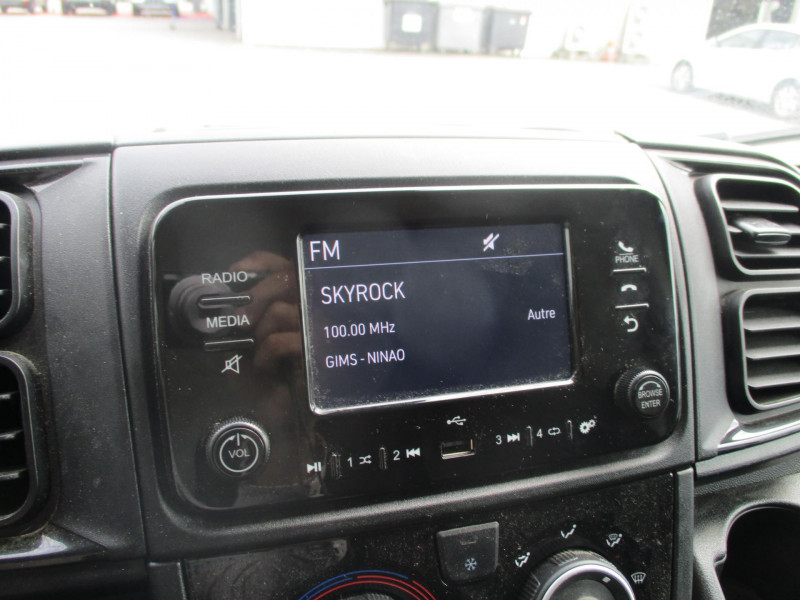 FM
SKYROCK
100.00 MHz
Autre
GIMS - NINAO
RADIO
MEDIA
VOL
PHONE
BROWSE
ENTER
1
2
3
4